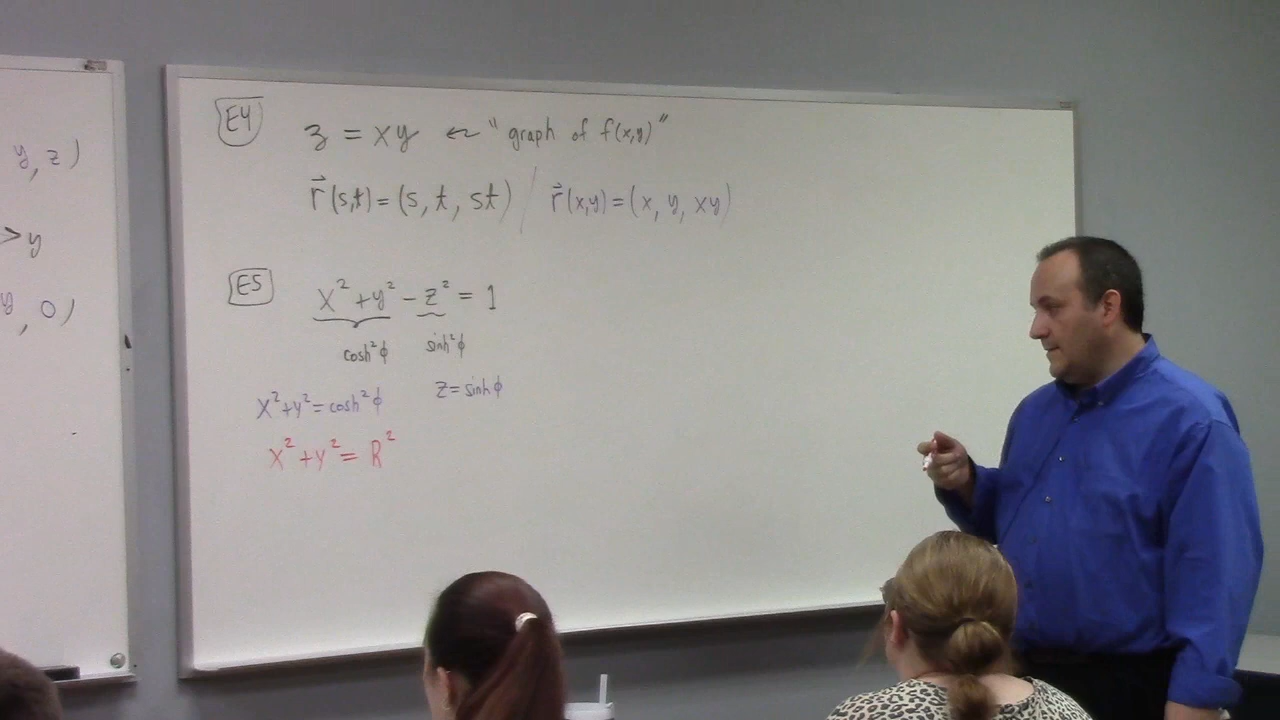 y, z)
> y
y, 0)
E4
z = xy ← "graph of f(x,y)"
r⃗(s,t) = (s, t, st) / r⃗(x,y) = (x, y, xy)
E5
x² + y² - z² = 1
cosh²φ sinh²φ
x² + y² = cosh²φ z = sinhφ
x² + y² = R²